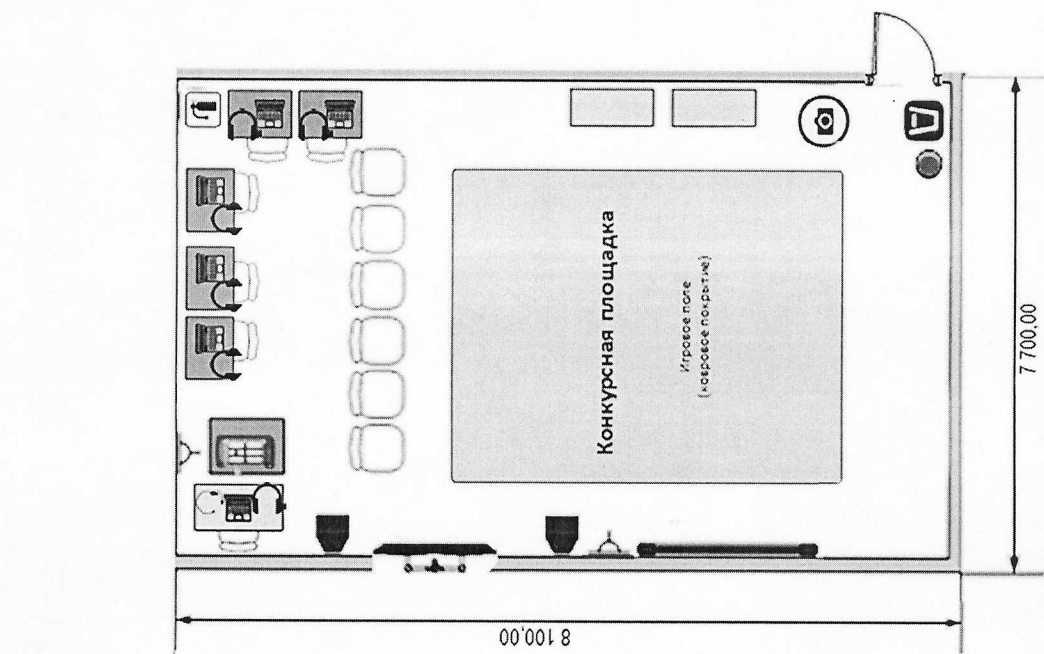 Конкурсная площадка
Игровое поле
(ковровое покрытие)
7 700,00
8 100,00